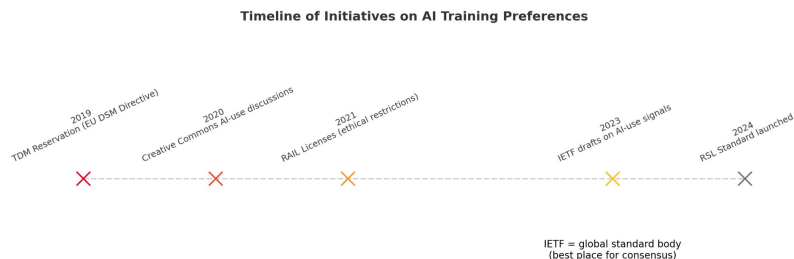 Timeline of Initiatives on AI Training Preferences
2019
TDM Reservation (EU DSM Directive)
2020
Creative Commons AI-use discussions
2021
RAIL Licenses (ethical restrictions)
2023
IETF drafts on AI-use signals
2024
RSL Standard launched
IETF = global standard body
(best place for consensus)